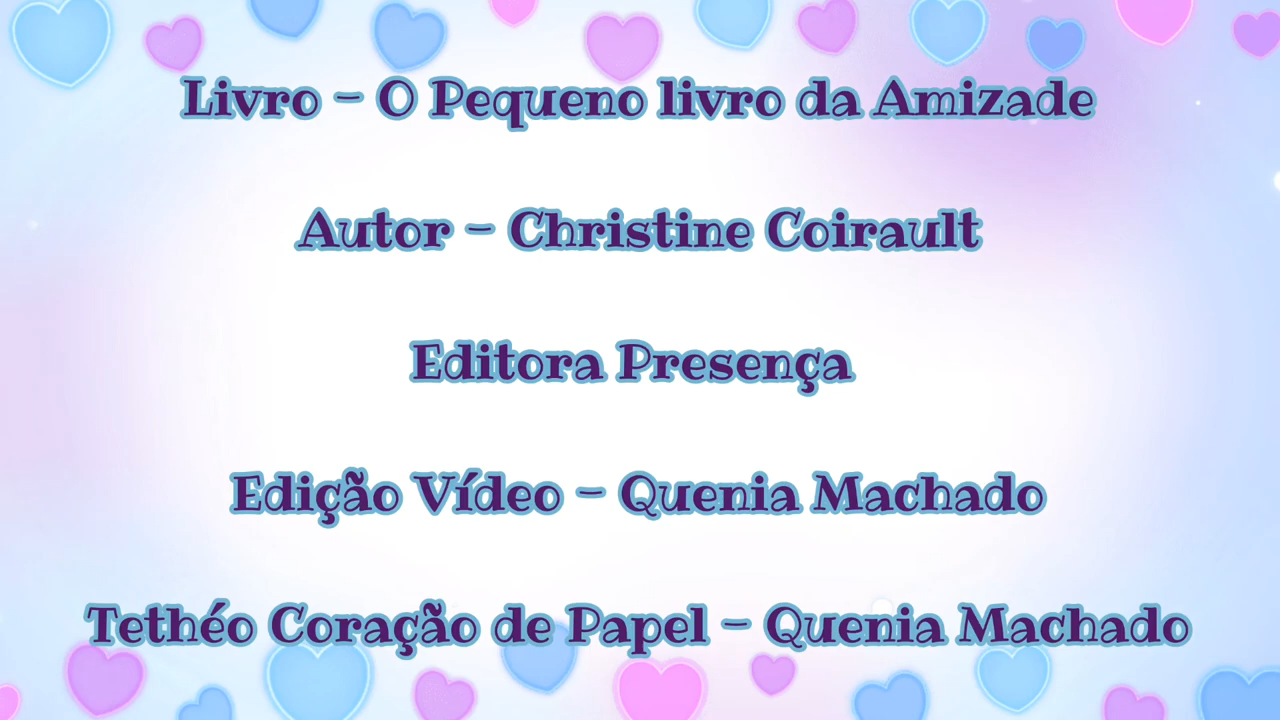 Livro - O Pequeno livro da Amizade
Autor - Christine Coirault
Editora Presença
Edição Vídeo - Quenia Machado
Tethéo Coração de Papel - Quenia Machado